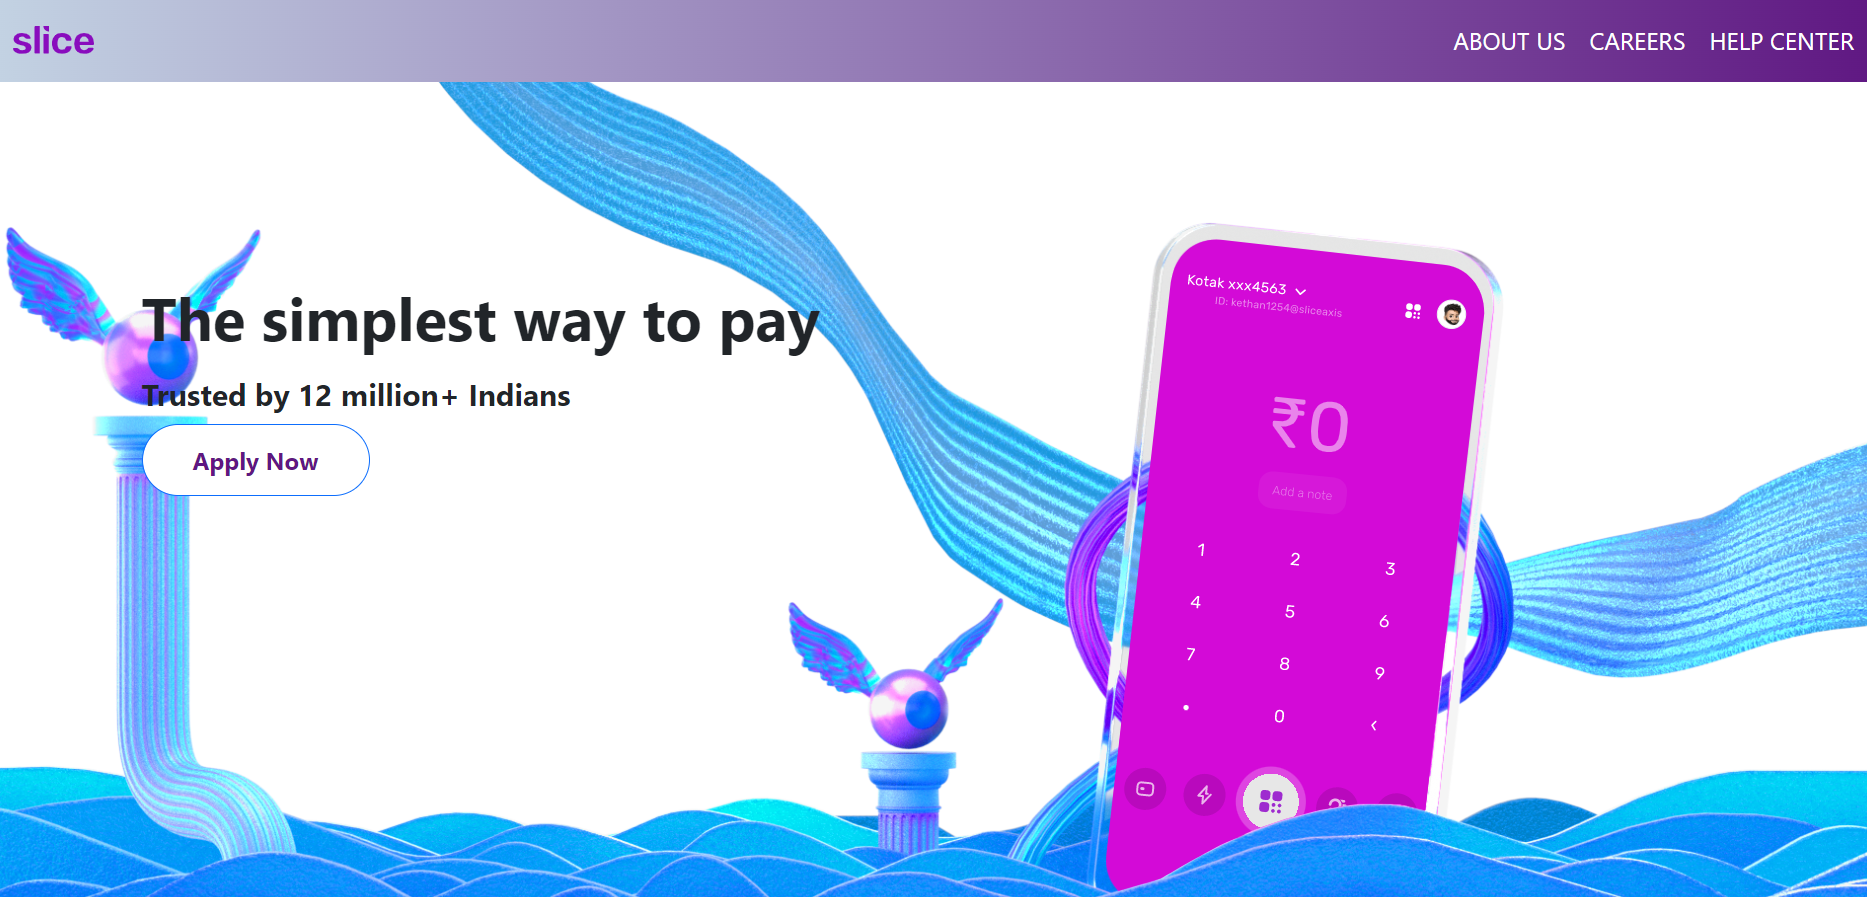 slice
ABOUT US CAREERS HELP CENTER
The simplest way to pay
Trusted by 12 million+ Indians
Apply Now
Kotak xxx4563
ID: kethan1254@sliceaxis
₹0
Add a note
1 2 3
4 5 6
7 8 9
. 0 ‹